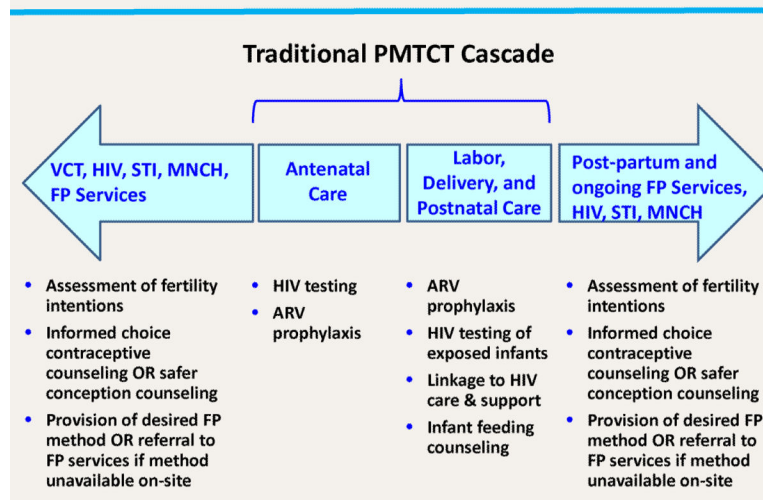 Traditional PMTCT Cascade
VCT, HIV, STI, MNCH,
FP Services
Antenatal
Care
Labor,
Delivery, and
Postnatal Care
Post-partum and
ongoing FP Services,
HIV, STI, MNCH
• Assessment of fertility
intentions
• Informed choice
contraceptive
counseling OR safer
conception counseling
• Provision of desired FP
method OR referral to
FP services if method
unavailable on-site
• HIV testing
• ARV
prophylaxis
• ARV
prophylaxis
• HIV testing of
exposed infants
• Linkage to HIV
care & support
• Infant feeding
counseling
• Assessment of fertility
intentions
• Informed choice
contraceptive
counseling OR safer
conception counseling
• Provision of desired FP
method OR referral to
FP services if method
unavailable on-site